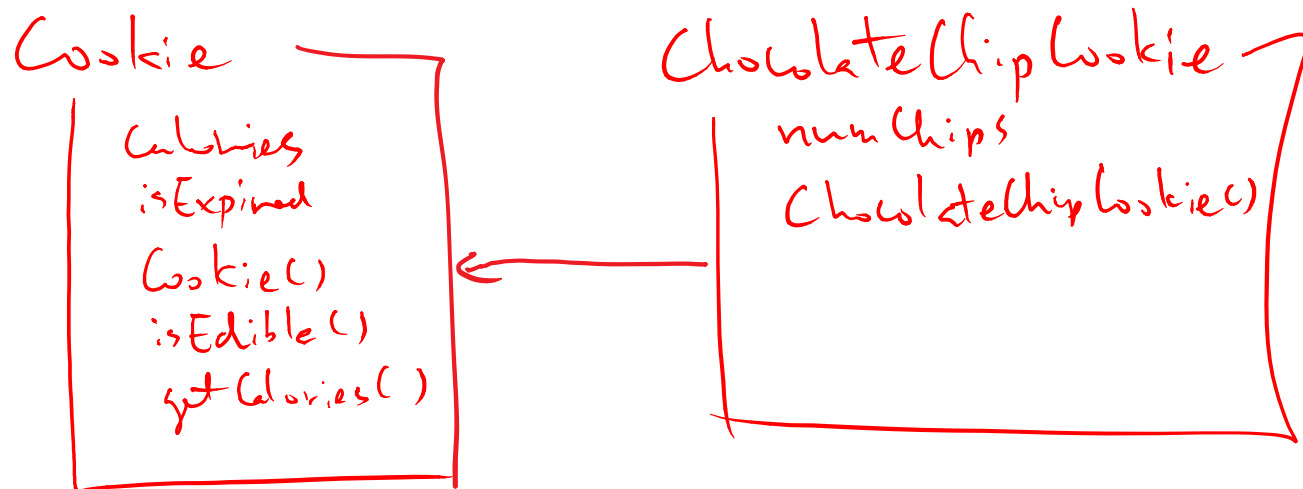 Cookie
calories
isExpired
Cookie()
isEdible()
getCalories()
ChocolateChipCookie
numChips
ChocolateChipCookie()